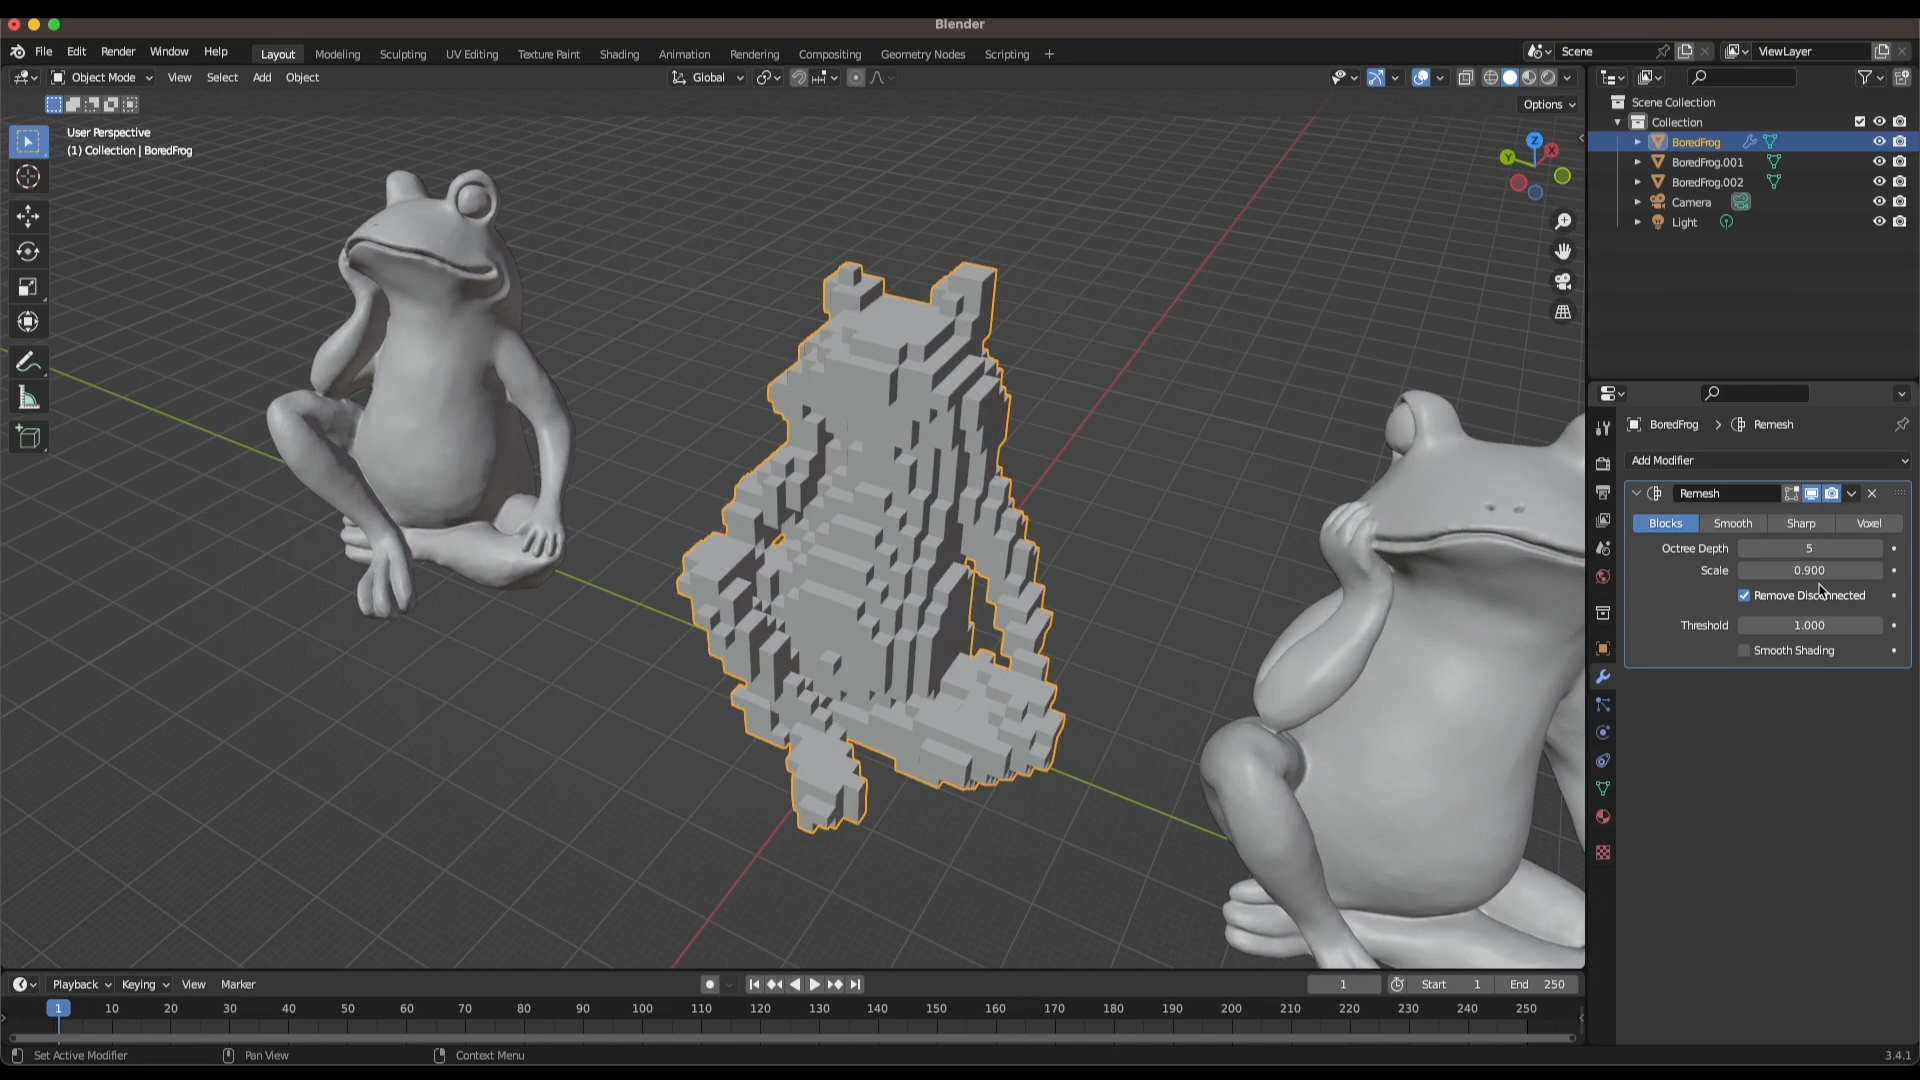 Blender
File Edit Render Window Help Layout Modeling Sculpting UV Editing Texture Paint Shading Animation Rendering Compositing Geometry Nodes Scripting + Scene ViewLayer
Object Mode View Select Add Object Global
Options
User Perspective
(1) Collection | BoredFrog
Z
X
Y
Scene Collection
Collection
BoredFrog
BoredFrog.001
BoredFrog.002
Camera
Light
BoredFrog > Remesh
Add Modifier
Remesh
Blocks Smooth Sharp Voxel
Octree Depth 5
Scale 0.900
Remove Disconnected
Threshold 1.000
Smooth Shading
Playback Keying View Marker 1 Start 1 End 250
1 10 20 30 40 50 60 70 80 90 100 110 120 130 140 150 160 170 180 190 200 210 220 230 240 250
Set Active Modifier Pan View Context Menu 3.4.1